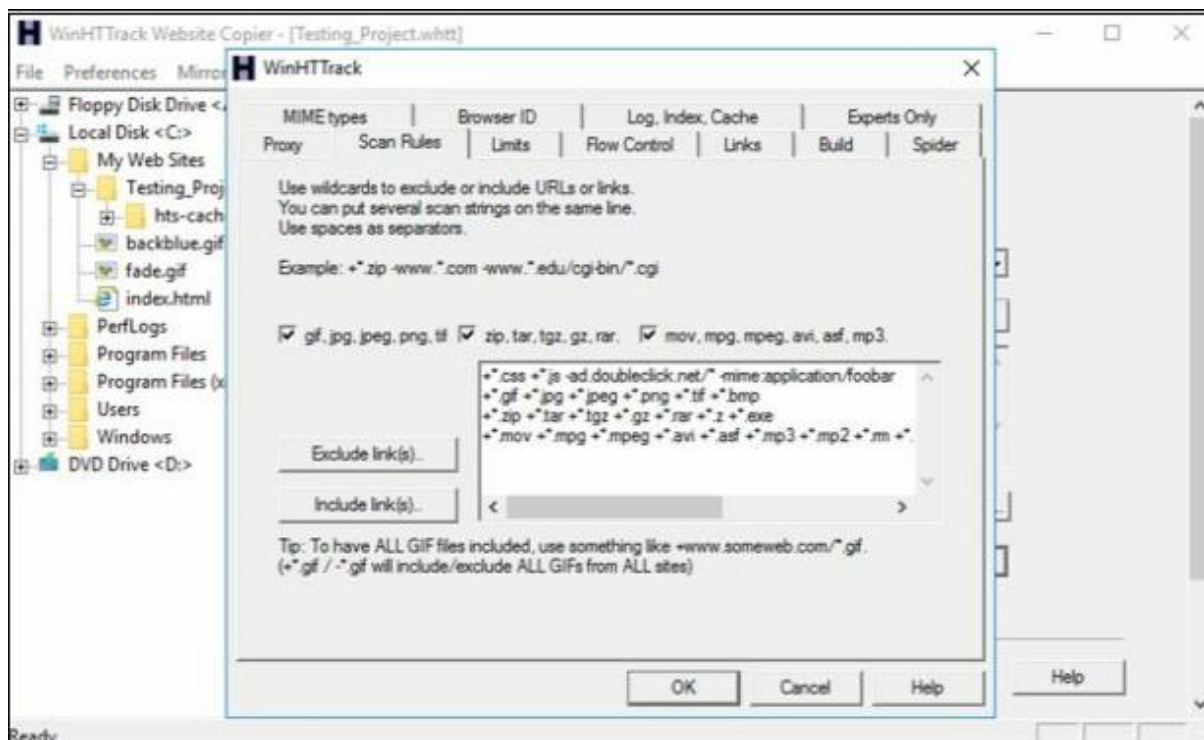 WinHTTrack Website Copier - [Testing_Project.whtt]
File Preferences Mirror
WinHTTrack
Floppy Disk Drive <
Local Disk <C:>
My Web Sites
Testing_Proj
hts-cach
backblue.gif
fade.gif
index.html
PerfLogs
Program Files
Program Files (x
Users
Windows
DVD Drive <D:>
MIME types Browser ID Log, Index, Cache Experts Only
Proxy Scan Rules Limits Flow Control Links Build Spider
Use wildcards to exclude or include URLs or links.
You can put several scan strings on the same line.
Use spaces as separators.
Example: +*.zip -www.*.com -www.*.edu/cgi-bin/*.cgi
gif, jpg, jpeg, png, tif zip, tar, tgz, gz, rar. mov, mpg, mpeg, avi, asf, mp3.
+*.css +*.js -ad.doubleclick.net/* -mime:application/foobar
+*.gif +*.jpg +*.jpeg +*.png +*.tif +*.bmp
+*.zip +*.tar +*.tgz +*.gz +*.rar +*.z +*.exe
+*.mov +*.mpg +*.mpeg +*.avi +*.asf +*.mp3 +*.mp2 +*.rm +*.
Exclude link(s)..
Include link(s)..
Tip: To have ALL GIF files included, use something like +www.someweb.com/*.gif.
(+*.gif / -*.gif will include/exclude ALL GIFs from ALL sites)
OK Cancel Help
Help
Ready